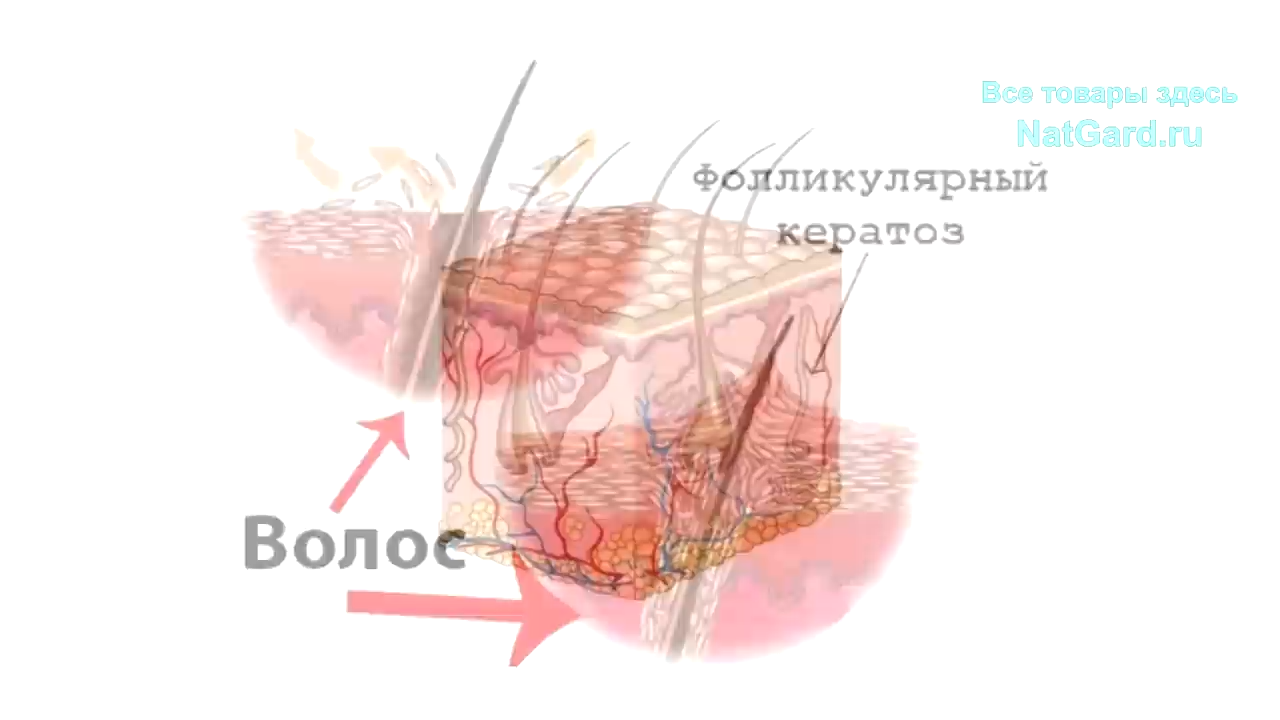 Все товары здесь
NatGard.ru
Фолликулярный
кератоз
Волос